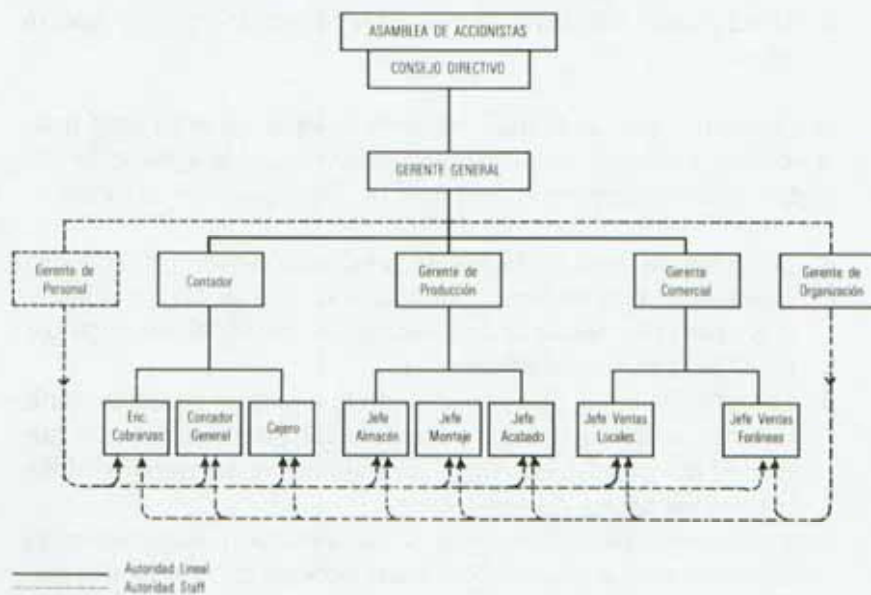 ASAMBLEA DE ACCIONISTAS
CONSEJO DIRECTIVO
GERENTE GENERAL
Gerente de
Personal
Contador
Gerente de
Producción
Gerente
Comercial
Gerente de
Organización
Enc.
Cobranzas
Contador
General
Cajero
Jefe
Almacén
Jefe
Montaje
Jefe
Acabado
Jefe Ventas
Locales
Jefe Ventas
Foráneas
Autoridad Lineal
Autoridad Staff